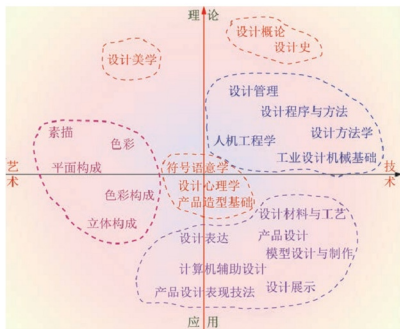 理论
设计概论
设计史
设计美学
设计管理
设计程序与方法
设计方法学
人机工程学
工业设计机械基础
素描
色彩
平面构成
色彩构成
立体构成
艺术
技术
符号语意学
设计心理学
产品造型基础
设计材料与工艺
设计表达
产品设计
模型设计与制作
计算机辅助设计
产品设计表现技法
设计展示
应用